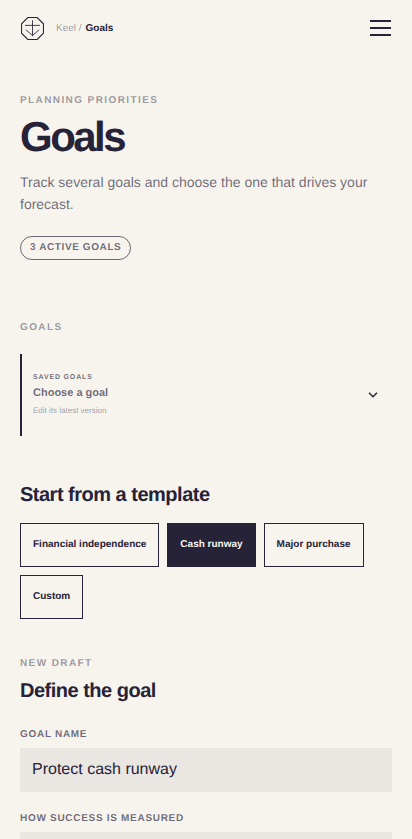 Keel / Goals
PLANNING PRIORITIES
Goals
Track several goals and choose the one that drives your
forecast.
3 ACTIVE GOALS
GOALS
SAVED GOALS
Choose a goal
Edit its latest version
Start from a template
Financial independence
Cash runway
Major purchase
Custom
NEW DRAFT
Define the goal
GOAL NAME
Protect cash runway
HOW SUCCESS IS MEASURED